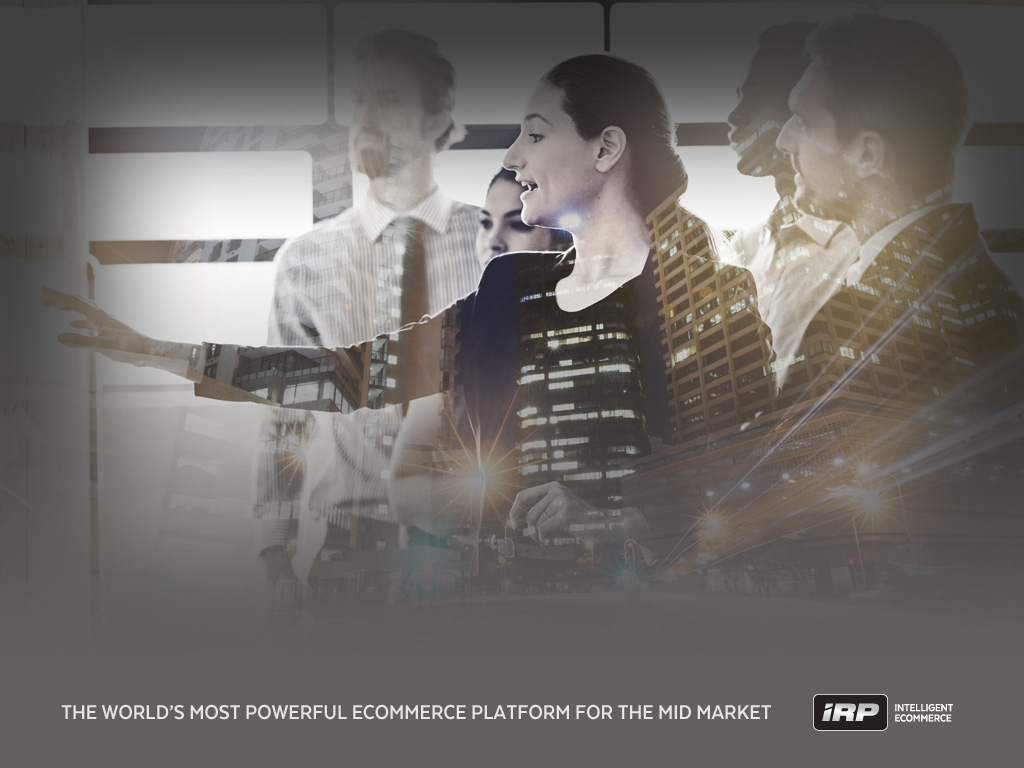 THE WORLD'S MOST POWERFUL ECOMMERCE PLATFORM FOR THE MID MARKET
iRP
INTELLIGENT
ECOMMERCE